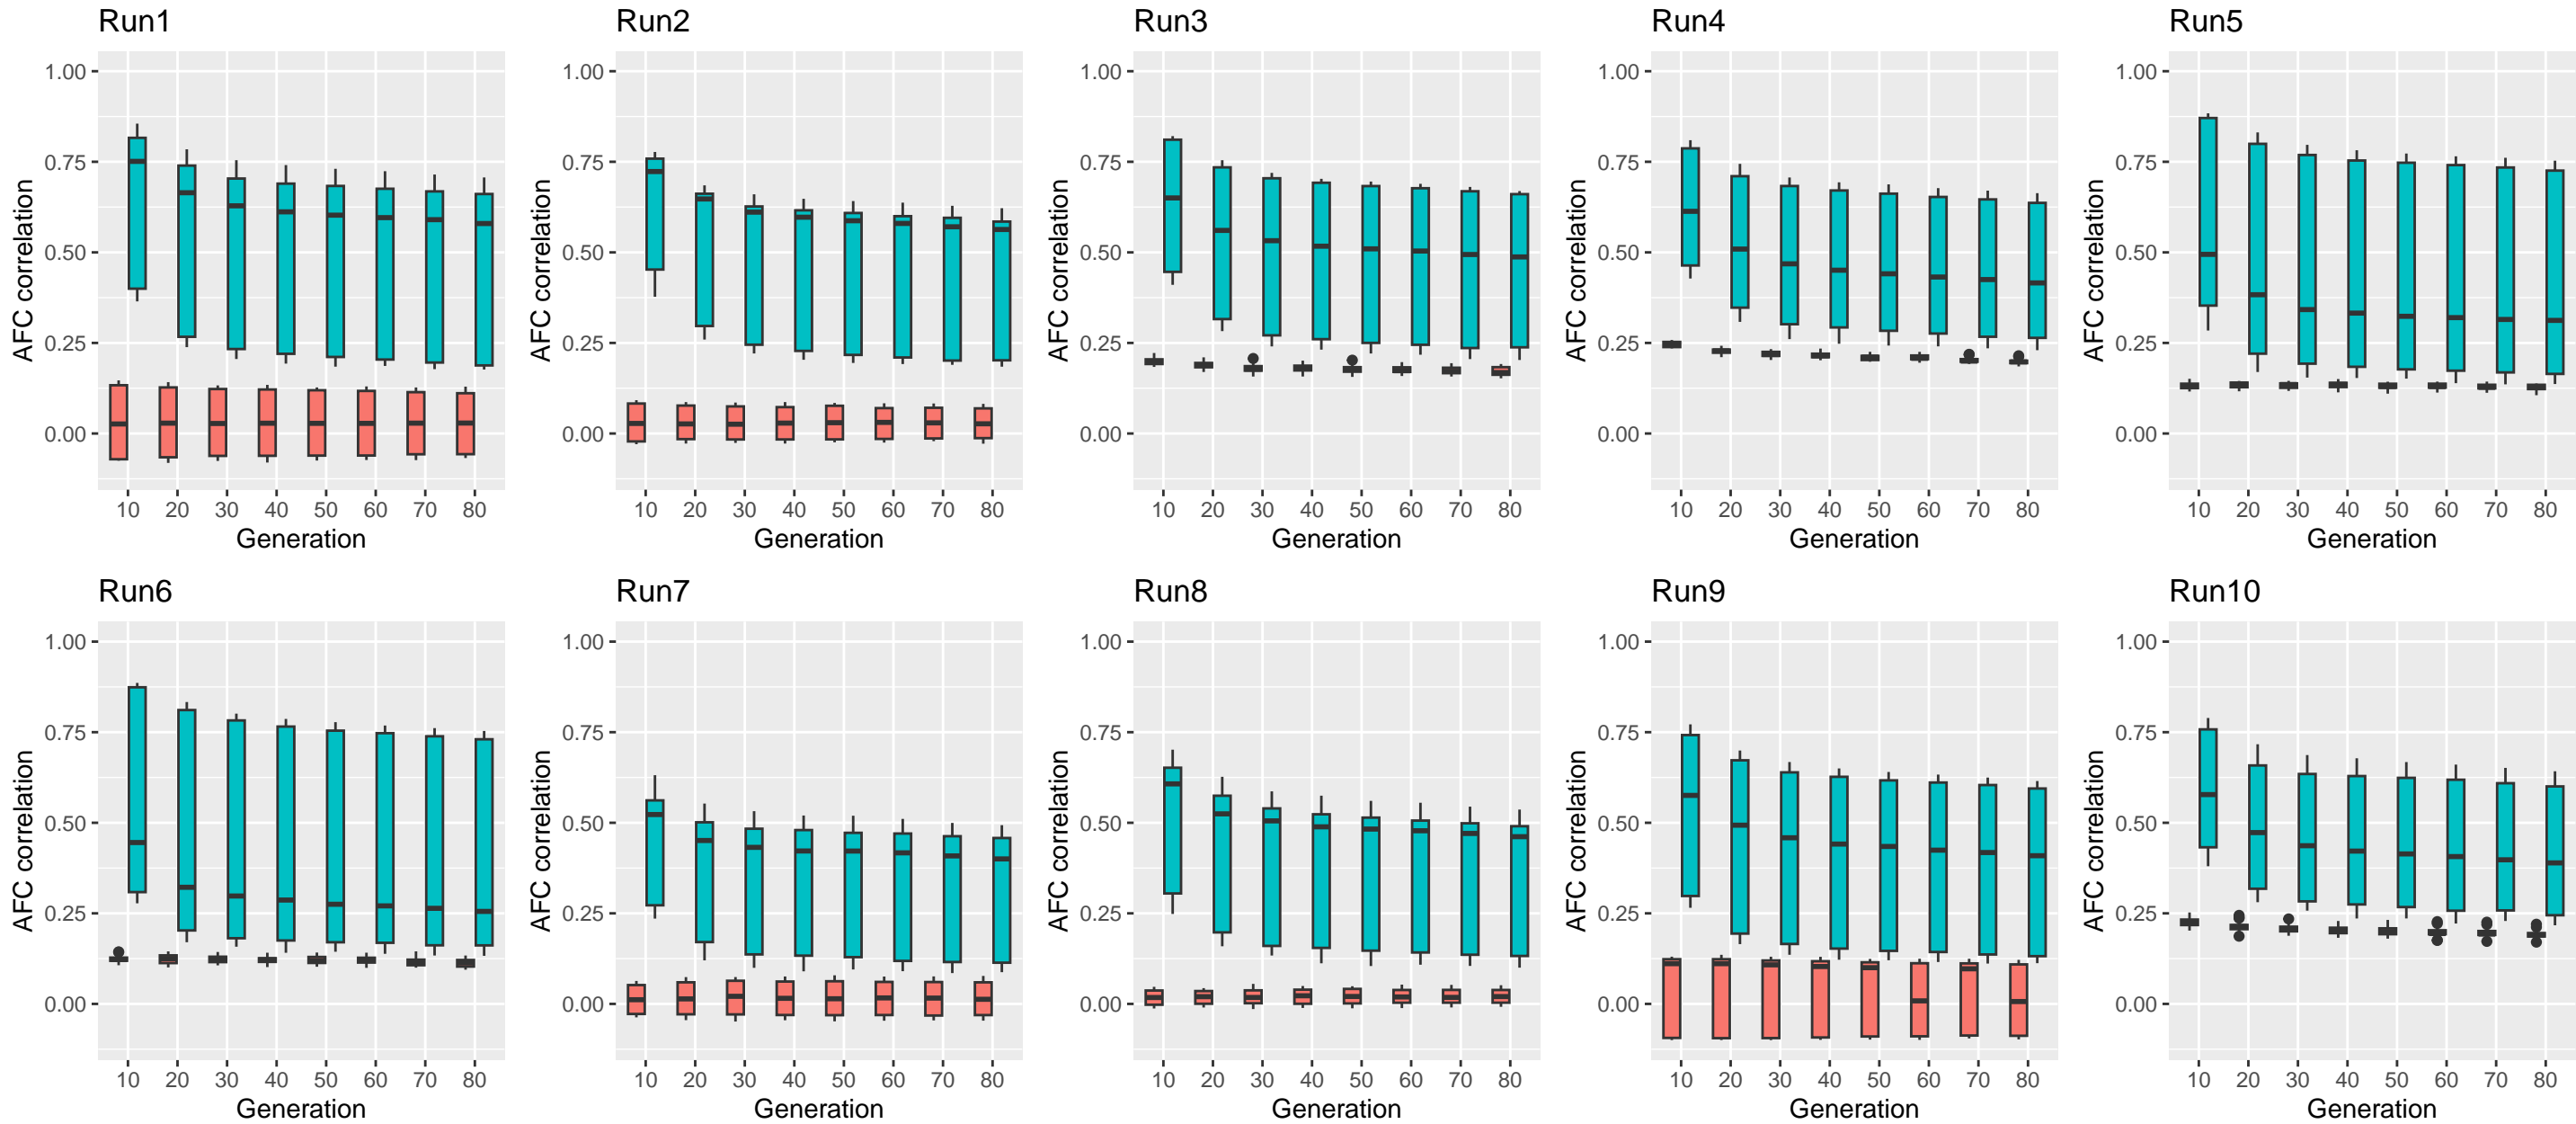 Run1 Run2 Run3 Run4 Run5
1.00 1.00 1.00 1.00 1.00
0.75 0.75 0.75 0.75 0.75
0.50 0.50 0.50 0.50 0.50
0.25 0.25 0.25 0.25 0.25
0.00 0.00 0.00 0.00 0.00
AFC correlation AFC correlation AFC correlation AFC correlation AFC correlation
10 20 30 40 50 60 70 80 10 20 30 40 50 60 70 80 10 20 30 40 50 60 70 80 10 20 30 40 50 60 70 80 10 20 30 40 50 60 70 80
Generation Generation Generation Generation Generation
Run6 Run7 Run8 Run9 Run10
1.00 1.00 1.00 1.00 1.00
0.75 0.75 0.75 0.75 0.75
0.50 0.50 0.50 0.50 0.50
0.25 0.25 0.25 0.25 0.25
0.00 0.00 0.00 0.00 0.00
AFC correlation AFC correlation AFC correlation AFC correlation AFC correlation
10 20 30 40 50 60 70 80 10 20 30 40 50 60 70 80 10 20 30 40 50 60 70 80 10 20 30 40 50 60 70 80 10 20 30 40 50 60 70 80
Generation Generation Generation Generation Generation